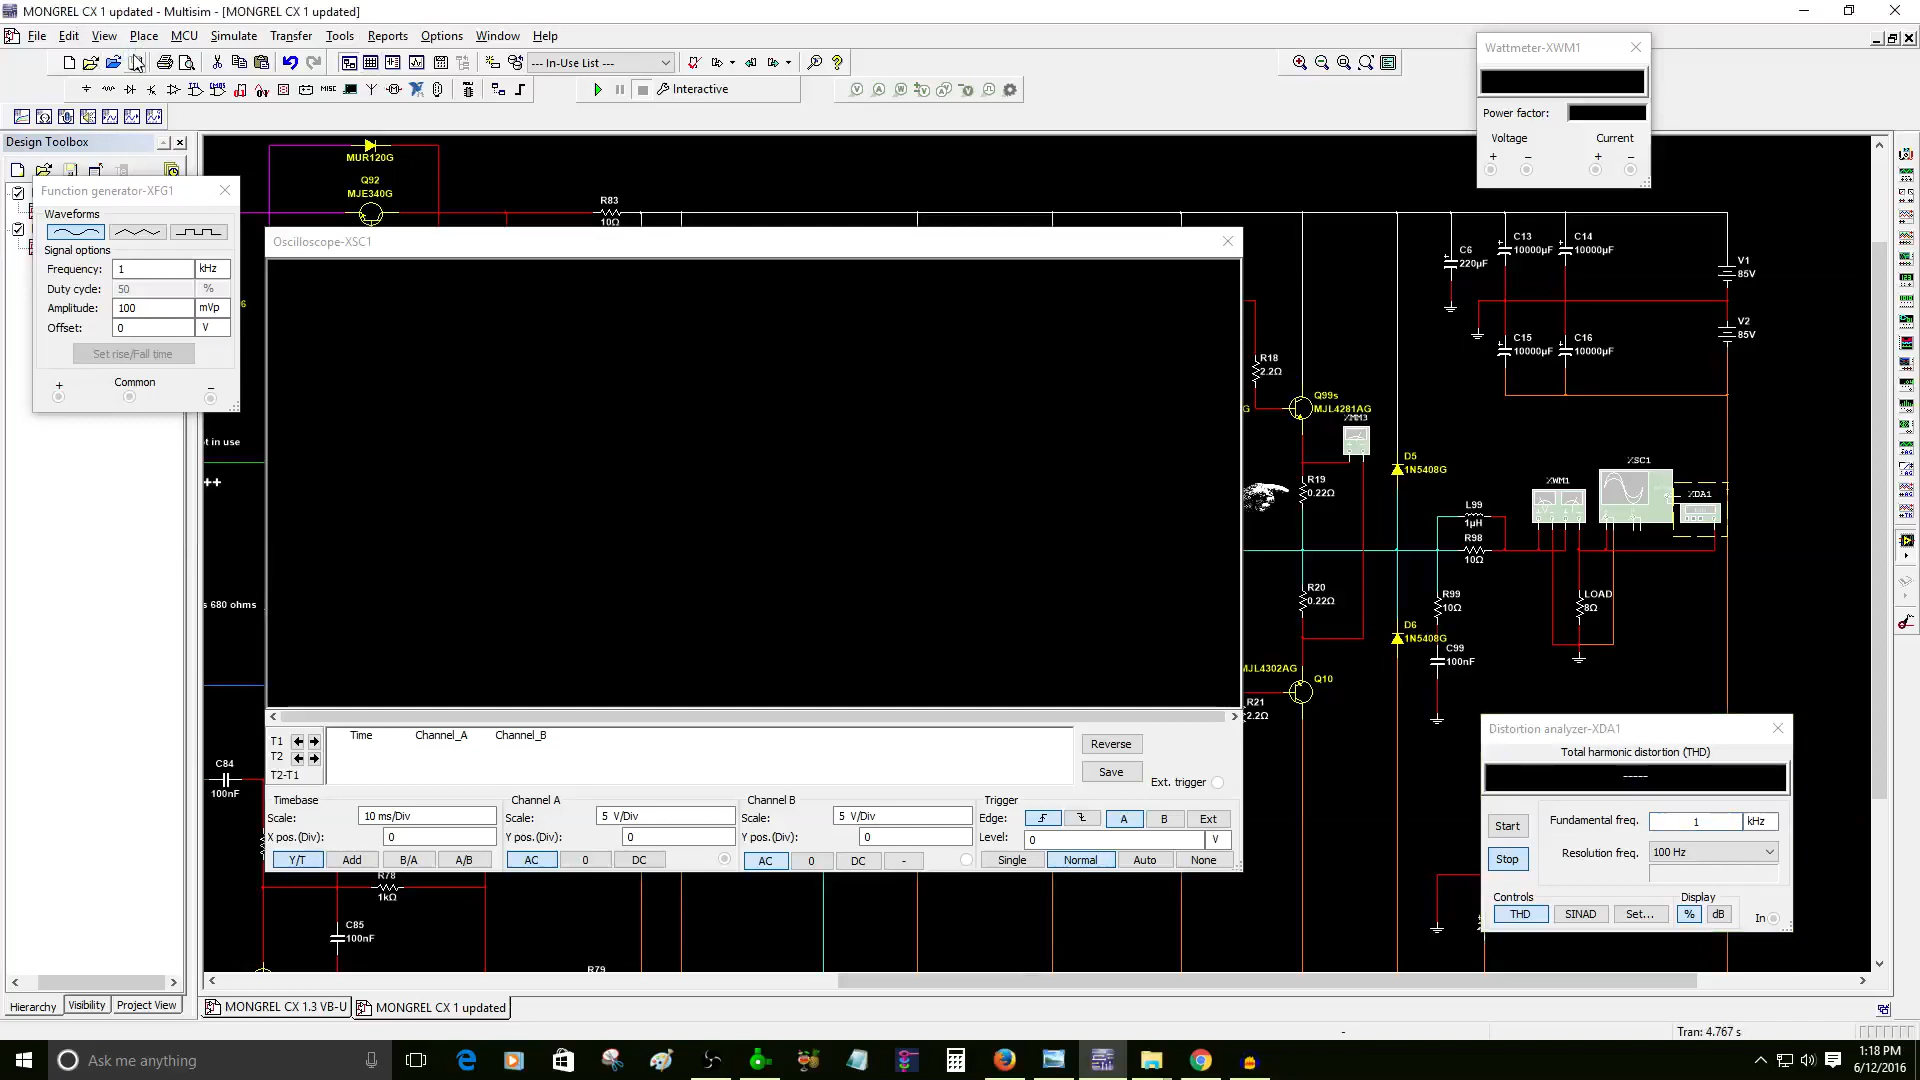 MONGREL CX 1 updated - Multisim - [MONGREL CX 1 updated]
File Edit View Place MCU Simulate Transfer Tools Reports Options Window Help
--- In-Use List ---
MISC
Interactive
Design Toolbox
Function generator-XFG1
Waveforms
Signal options
Frequency: 1 kHz
Duty cycle: 50 %
Amplitude: 100 mVp
Offset: 0 V
Set rise/Fall time
+ Common -
t in use
++
s 680 ohms
MUR120G
Q92
MJE340G
R83
10Ω
6
Oscilloscope-XSC1
Time Channel_A Channel_B
T1
T2
T2-T1
Reverse
Save
Ext. trigger
Timebase
Scale: 10 ms/Div
X pos.(Div): 0
Y/T Add B/A A/B
Channel A
Scale: 5 V/Div
Y pos.(Div): 0
AC 0 DC
Channel B
Scale: 5 V/Div
Y pos.(Div): 0
AC 0 DC -
Trigger
Edge: A B Ext
Level: 0 V
Single Normal Auto None
Wattmeter-XWM1
Power factor:
Voltage Current
+ - + -
C6
220µF
C13
10000µF
C14
10000µF
V1
85V
V2
85V
C15
10000µF
C16
10000µF
R18
2.2Ω
Q99s
MJL4281AG
G
XMM3
D5
1N5408G
R19
0.22Ω
XWM1
XSC1
XDA1
L99
1µH
R98
10Ω
R20
0.22Ω
R99
10Ω
LOAD
8Ω
D6
1N5408G
C99
100nF
MJL4302AG
Q10
R21
2.2Ω
C84
100nF
R78
1kΩ
C85
100nF
R79
Distortion analyzer-XDA1
Total harmonic distortion (THD)
-----
Start
Stop
Fundamental freq. 1 kHz
Resolution freq. 100 Hz
Controls
THD SINAD Set...
Display
% dB
In
Hierarchy Visibility Project View
MONGREL CX 1.3 VB-U
MONGREL CX 1 updated
-
Tran: 4.767 s
Ask me anything
1:18 PM
6/12/2016